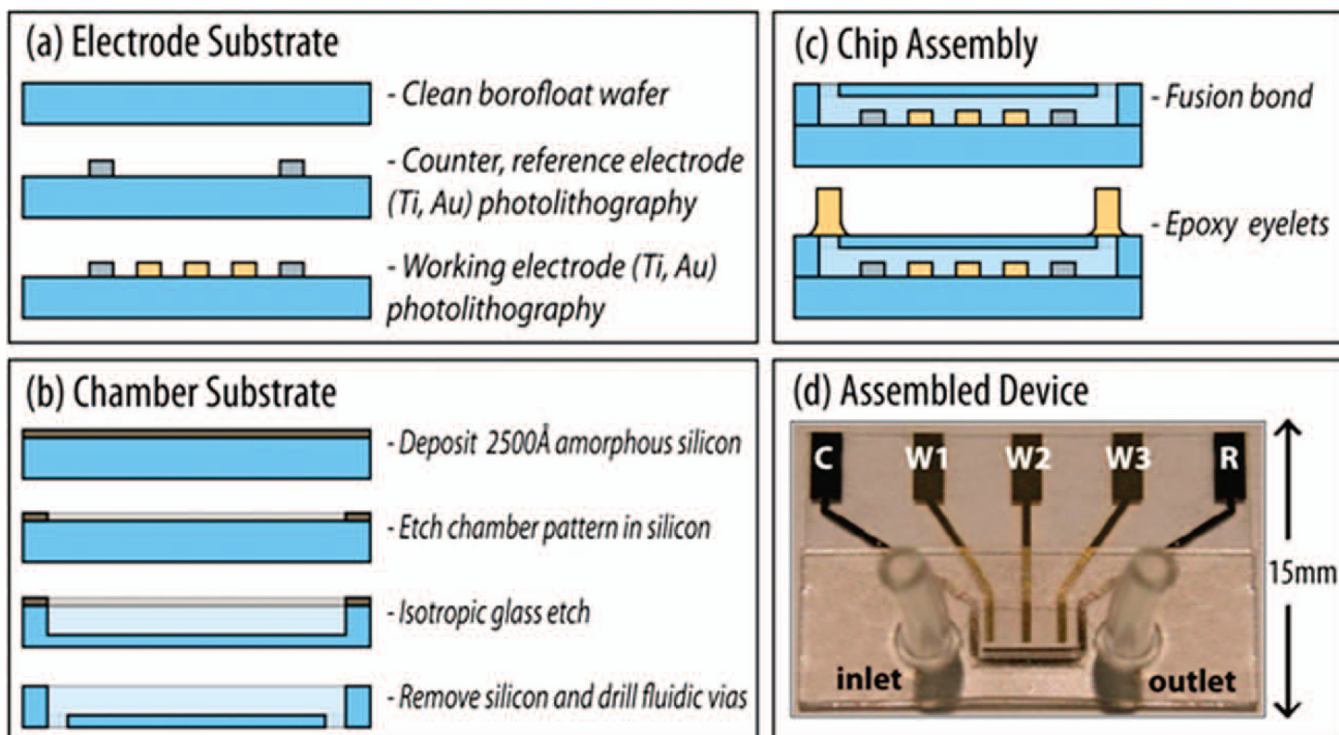 (a) Electrode Substrate
- Clean borofloat wafer
- Counter, reference electrode
(Ti, Au) photolithography
- Working electrode (Ti, Au)
photolithography
(b) Chamber Substrate
- Deposit 2500Å amorphous silicon
- Etch chamber pattern in silicon
- Isotropic glass etch
- Remove silicon and drill fluidic vias
(c) Chip Assembly
- Fusion bond
- Epoxy eyelets
(d) Assembled Device
C W1 W2 W3 R
15mm
inlet outlet